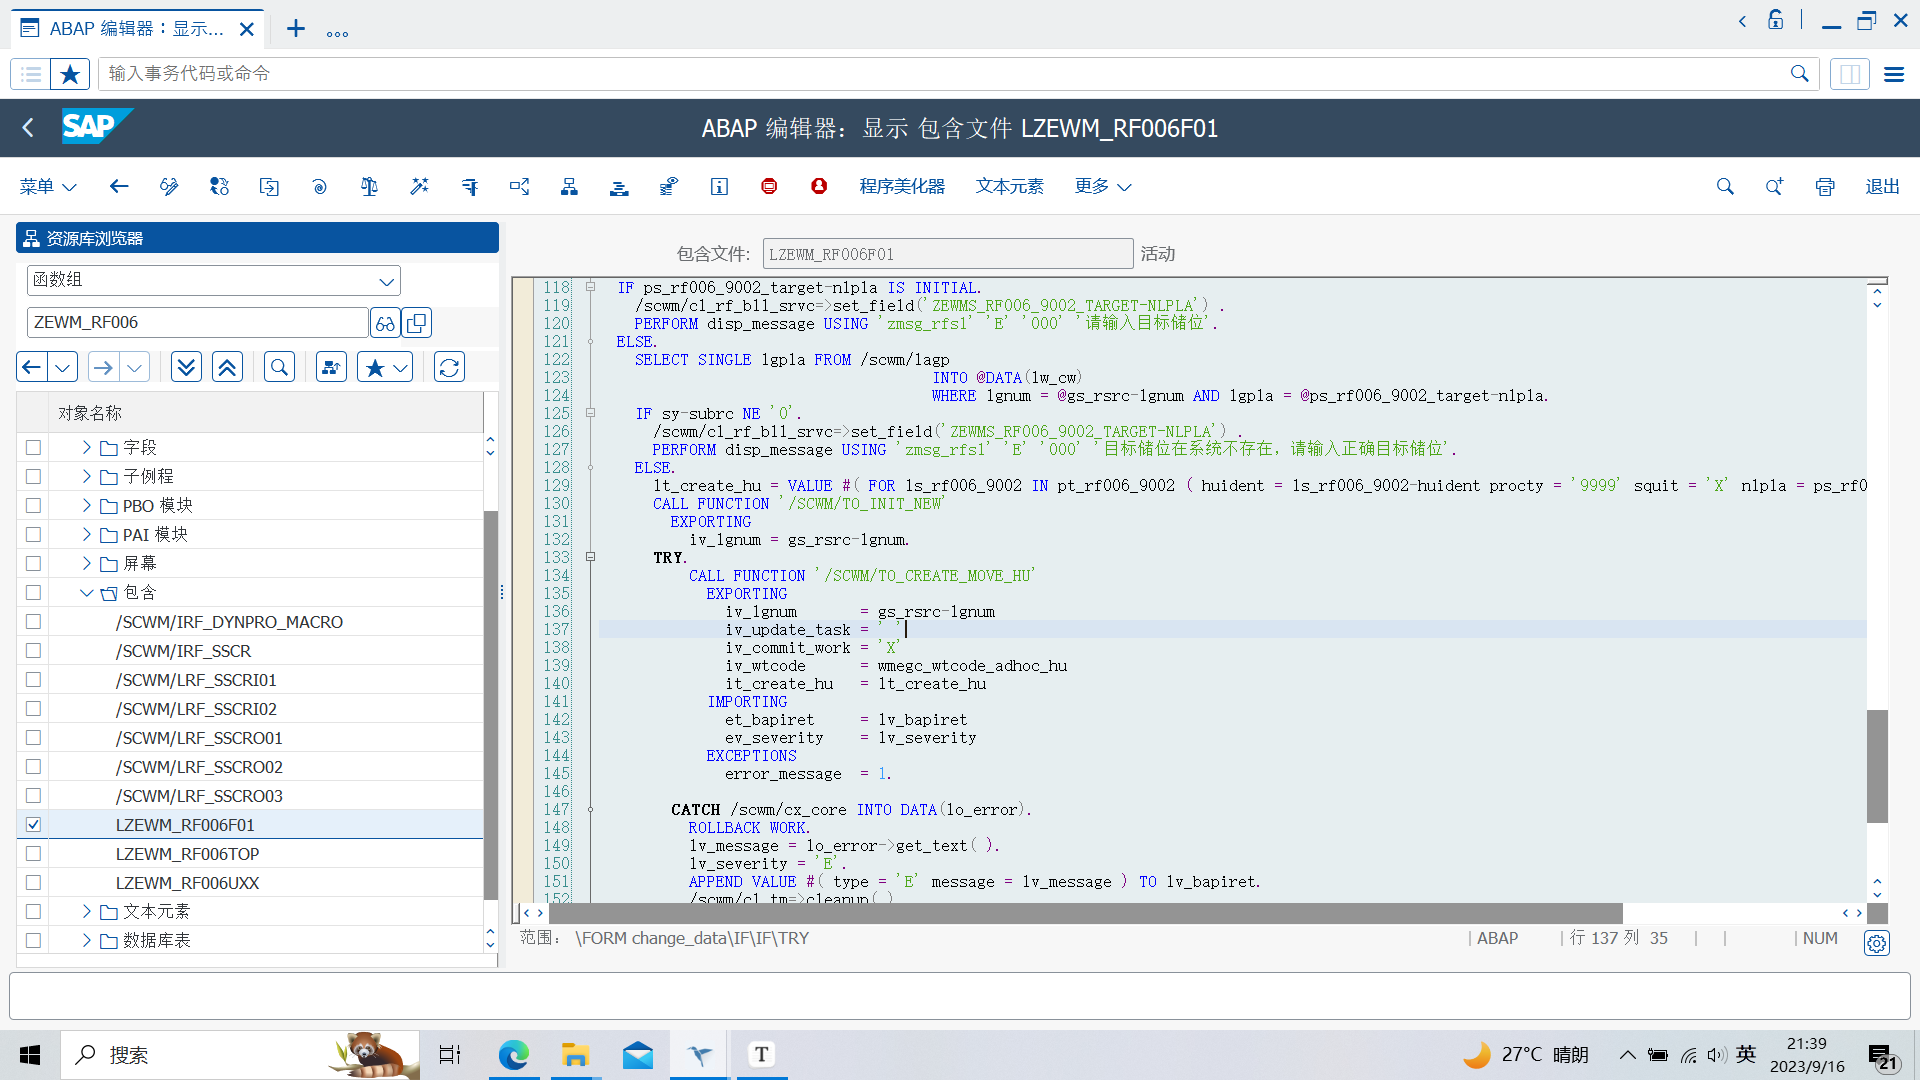 ABAP 编辑器：显示...
输入事务代码或命令
SAP
ABAP 编辑器：显示 包含文件 LZEWM_RF006F01
菜单
程序美化器
文本元素
更多
退出
资源库浏览器
函数组
ZEWM_RF006
对象名称
字段
子例程
PBO 模块
PAI 模块
屏幕
包含
/SCWM/IRF_DYNPRO_MACRO
/SCWM/IRF_SSCR
/SCWM/LRF_SSCRI01
/SCWM/LRF_SSCRI02
/SCWM/LRF_SSCRO01
/SCWM/LRF_SSCRO02
/SCWM/LRF_SSCRO03
LZEWM_RF006F01
LZEWM_RF006TOP
LZEWM_RF006UXX
文本元素
数据库表
包含文件: LZEWM_RF006F01 活动
118 IF ps_rf006_9002_target-nlpla IS INITIAL.
119 /scwm/cl_rf_bll_srvc=>set_field('ZEWMS_RF006_9002_TARGET-NLPLA') .
120 PERFORM disp_message USING 'zmsg_rfsl' 'E' '000' '请输入目标储位'.
121 ELSE.
122 SELECT SINGLE lgpla FROM /scwm/lagp
123 INTO @DATA(lw_cw)
124 WHERE lgnum = @gs_rsrc-lgnum AND lgpla = @ps_rf006_9002_target-nlpla.
125 IF sy-subrc NE '0'.
126 /scwm/cl_rf_bll_srvc=>set_field('ZEWMS_RF006_9002_TARGET-NLPLA') .
127 PERFORM disp_message USING 'zmsg_rfsl' 'E' '000' '目标储位在系统不存在，请输入正确目标储位'.
128 ELSE.
129 lt_create_hu = VALUE #( FOR ls_rf006_9002 IN pt_rf006_9002 ( huident = ls_rf006_9002-huident procty = '9999' squit = 'X' nlpla = ps_rf0
130 CALL FUNCTION '/SCWM/TO_INIT_NEW'
131 EXPORTING
132 iv_lgnum = gs_rsrc-lgnum.
133 TRY.
134 CALL FUNCTION '/SCWM/TO_CREATE_MOVE_HU'
135 EXPORTING
136 iv_lgnum = gs_rsrc-lgnum
137 iv_update_task = ' '
138 iv_commit_work = 'X'
139 iv_wtcode = wmegc_wtcode_adhoc_hu
140 it_create_hu = lt_create_hu
141 IMPORTING
142 et_bapiret = lv_bapiret
143 ev_severity = lv_severity
144 EXCEPTIONS
145 error_message = 1.
146
147 CATCH /scwm/cx_core INTO DATA(lo_error).
148 ROLLBACK WORK.
149 lv_message = lo_error->get_text( ).
150 lv_severity = 'E'.
151 APPEND VALUE #( type = 'E' message = lv_message ) TO lv_bapiret.
152 /scwm/cl_tm=>cleanup( )
范围： \FORM change_data\IF\IF\TRY
ABAP
行 137 列 35
NUM
搜索
T
27°C 晴朗
英
21:39
2023/9/16
21